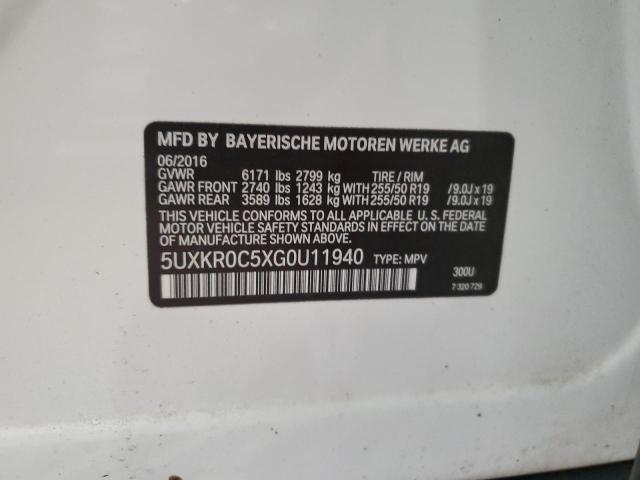 MFD BY BAYERISCHE MOTOREN WERKE AG
06/2016
GVWR 6171 lbs 2799 kg TIRE / RIM
GAWR FRONT 2740 lbs 1243 kg WITH 255/50 R19 / 9.0J x 19
GAWR REAR 3589 lbs 1628 kg WITH 255/50 R19 / 9.0J x 19
THIS VEHICLE CONFORMS TO ALL APPLICABLE U. S. FEDERAL
MOTOR VEHICLE SAFETY STANDARDS IN EFFECT ON THE
DATE OF MANUFACTURE SHOWN ABOVE.
5UXKR0C5XG0U11940 TYPE: MPV
300U
7 320 729